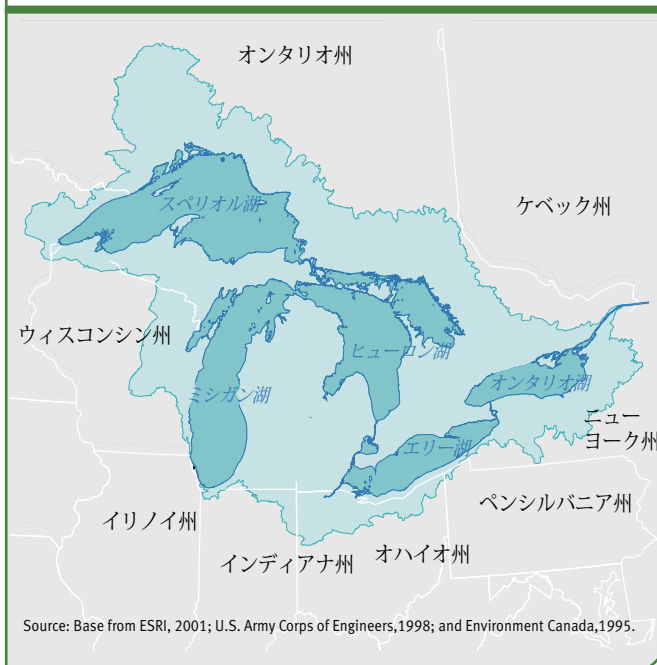 オンタリオ州
スペリオル湖
ケベック州
ウィスコンシン州
ヒューロン湖
ミシガン湖
オンタリオ湖
ニュー
ヨーク州
エリー湖
ペンシルバニア州
イリノイ州
インディアナ州
オハイオ州
Source: Base from ESRI, 2001; U.S. Army Corps of Engineers,1998; and Environment Canada,1995.